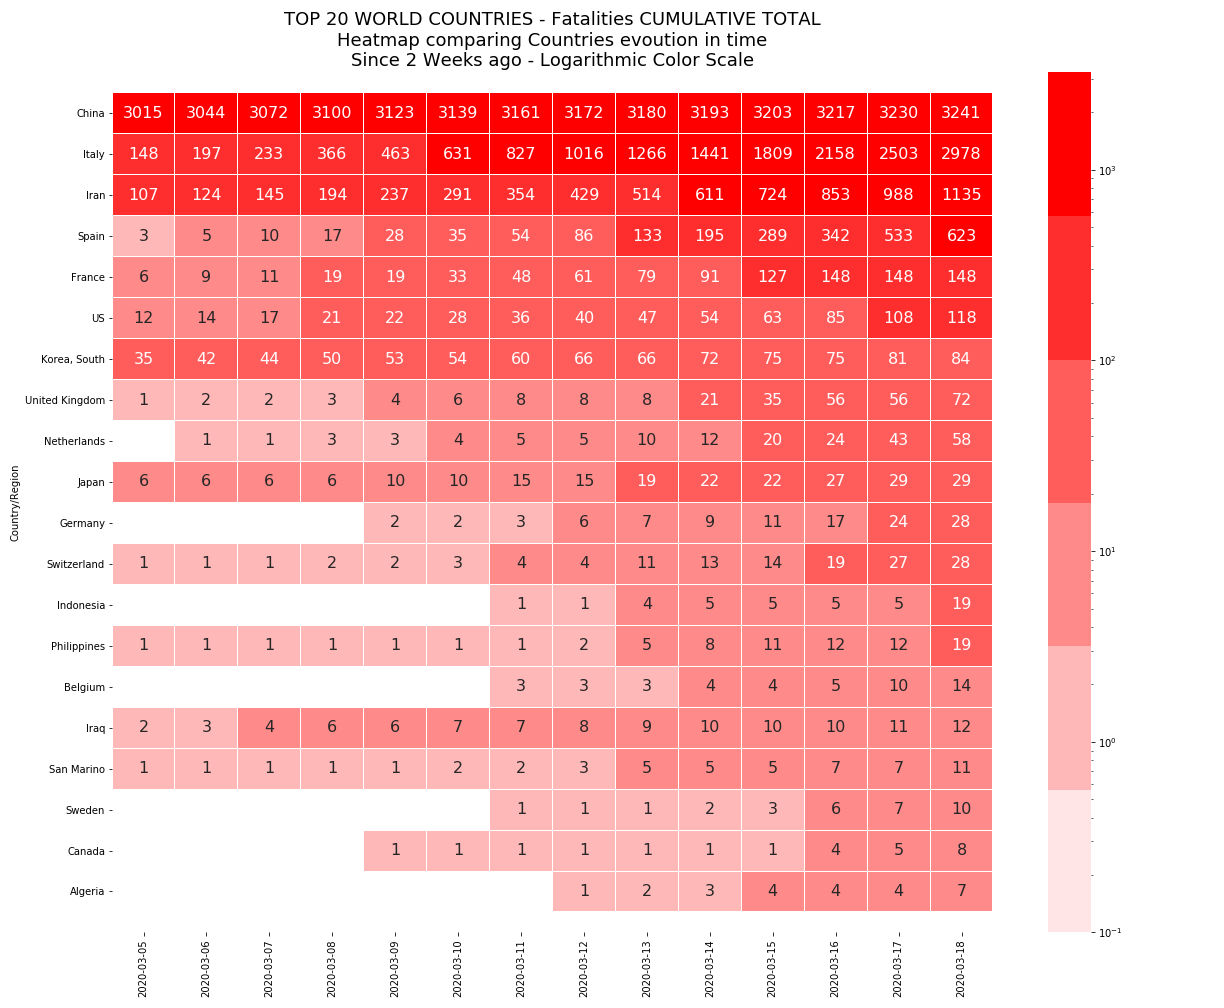 TOP 20 WORLD COUNTRIES - Fatalities CUMULATIVE TOTAL
Heatmap comparing Countries evoution in time
Since 2 Weeks ago - Logarithmic Color Scale
China 3015 3044 3072 3100 3123 3139 3161 3172 3180 3193 3203 3217 3230 3241
Italy 148 197 233 366 463 631 827 1016 1266 1441 1809 2158 2503 2978
Iran 107 124 145 194 237 291 354 429 514 611 724 853 988 1135
Spain 3 5 10 17 28 35 54 86 133 195 289 342 533 623
France 6 9 11 19 19 33 48 61 79 91 127 148 148 148
US 12 14 17 21 22 28 36 40 47 54 63 85 108 118
Korea, South 35 42 44 50 53 54 60 66 66 72 75 75 81 84
United Kingdom 1 2 2 3 4 6 8 8 8 21 35 56 56 72
Netherlands 1 1 3 3 4 5 5 10 12 20 24 43 58
Japan 6 6 6 6 10 10 15 15 19 22 22 27 29 29
Germany 2 2 3 6 7 9 11 17 24 28
Switzerland 1 1 1 2 2 3 4 4 11 13 14 19 27 28
Indonesia 1 1 4 5 5 5 5 19
Philippines 1 1 1 1 1 1 1 2 5 8 11 12 12 19
Belgium 3 3 3 4 4 5 10 14
Iraq 2 3 4 6 6 7 7 8 9 10 10 10 11 12
San Marino 1 1 1 1 1 2 2 3 5 5 5 7 7 11
Sweden 1 1 1 2 3 6 7 10
Canada 1 1 1 1 1 1 1 4 5 8
Algeria 1 2 3 4 4 4 7
Country/Region
2020-03-05 2020-03-06 2020-03-07 2020-03-08 2020-03-09 2020-03-10 2020-03-11 2020-03-12 2020-03-13 2020-03-14 2020-03-15 2020-03-16 2020-03-17 2020-03-18
10³
10²
10¹
10⁰
10⁻¹